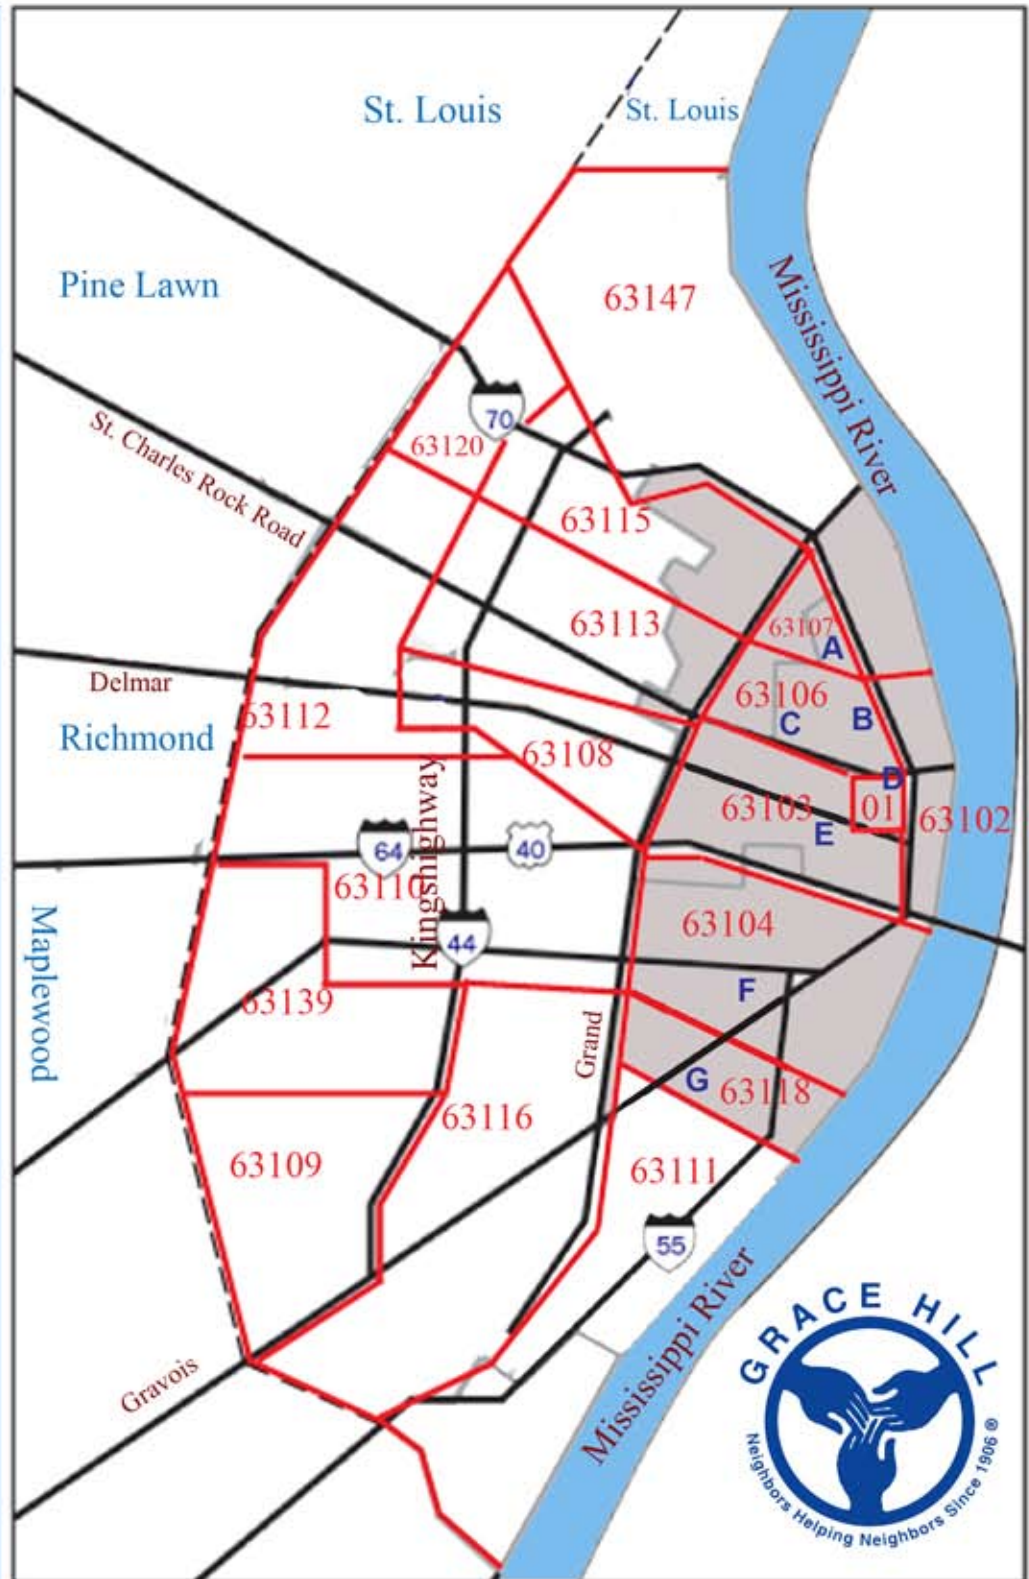 St. Louis
St. Louis
Pine Lawn
63147
Mississippi River
70
63120
St. Charles Rock Road
63115
63113
63107
A
Delmar
63112
Richmond
63106
C
B
63108
D
63103
01
63102
E
Kingshighway
64
40
63110
Maplewood
44
63104
F
63139
Grand
G
63118
63116
63109
63111
55
Mississippi River
Gravois
GRACE HILL
Neighbors Helping Neighbors Since 1906 ®